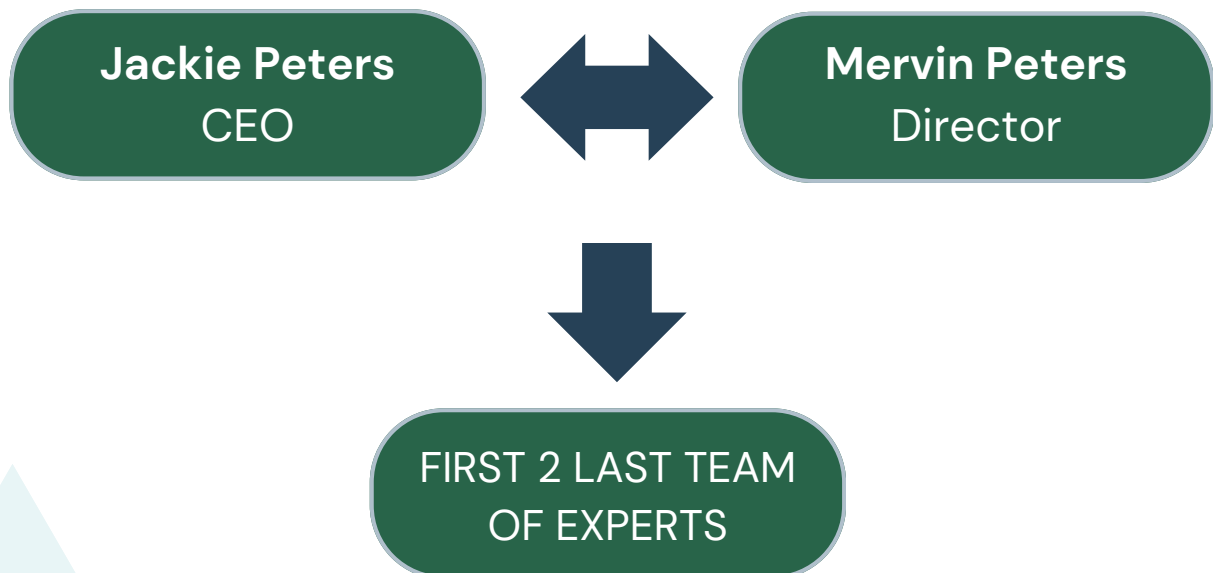 Jackie Peters
CEO
Mervin Peters
Director
FIRST 2 LAST TEAM
OF EXPERTS